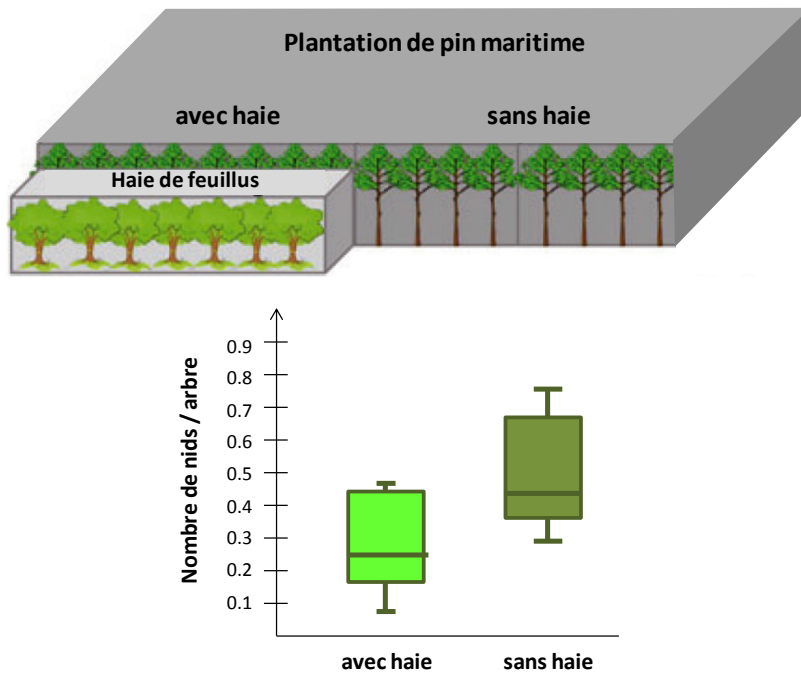 Plantation de pin maritime
avec haie
sans haie
Haie de feuillus
Nombre de nids / arbre
0.9
0.8
0.7
0.6
0.5
0.4
0.3
0.2
0.1
avec haie
sans haie